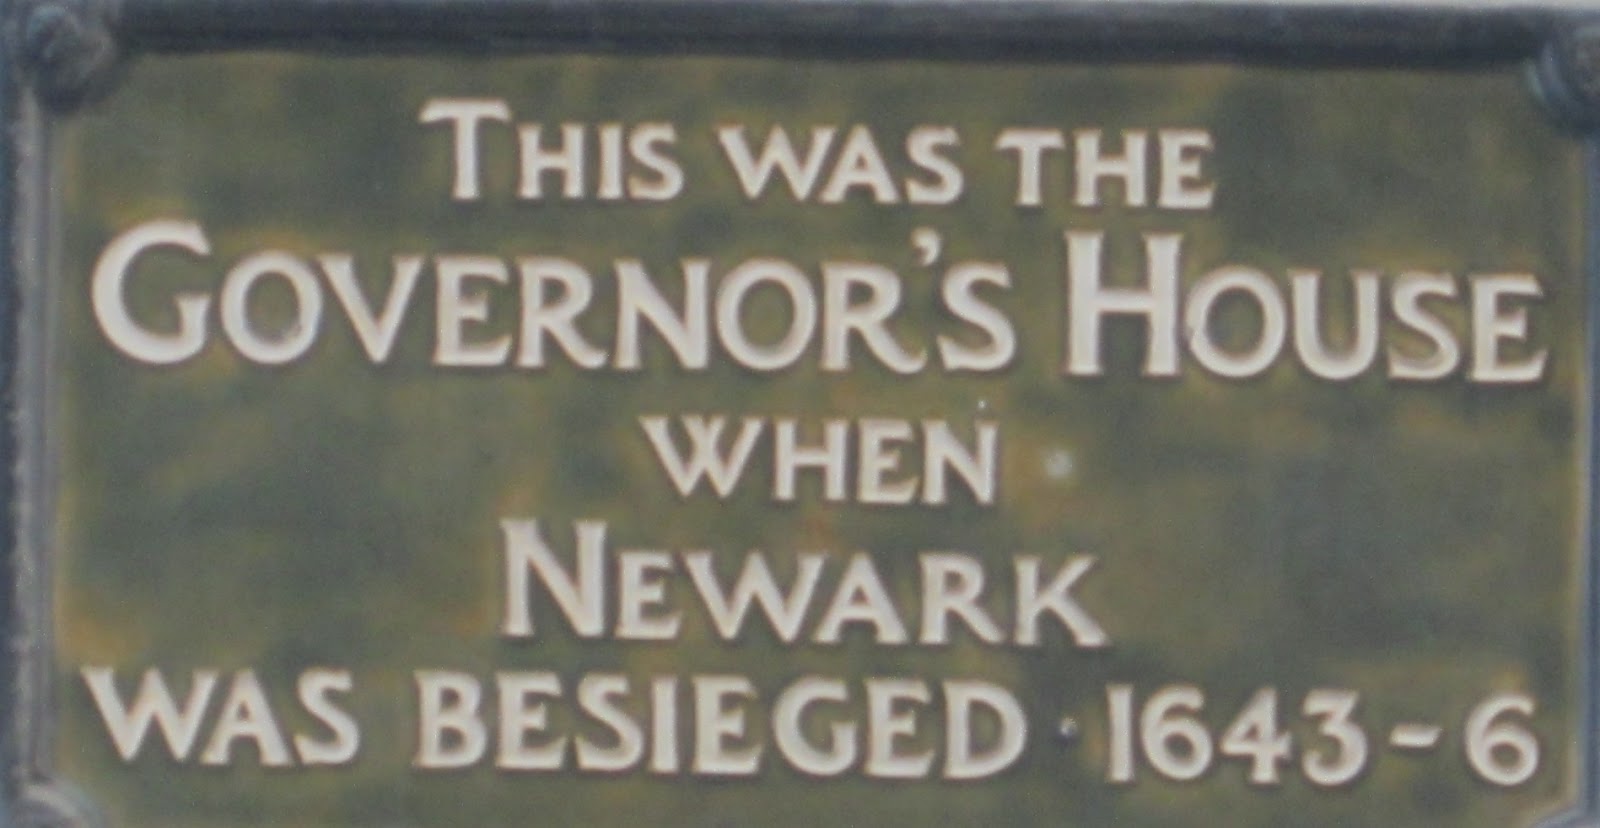 THIS WAS THE
GOVERNOR'S HOUSE
WHEN
NEWARK
WAS BESIEGED · 1643-6